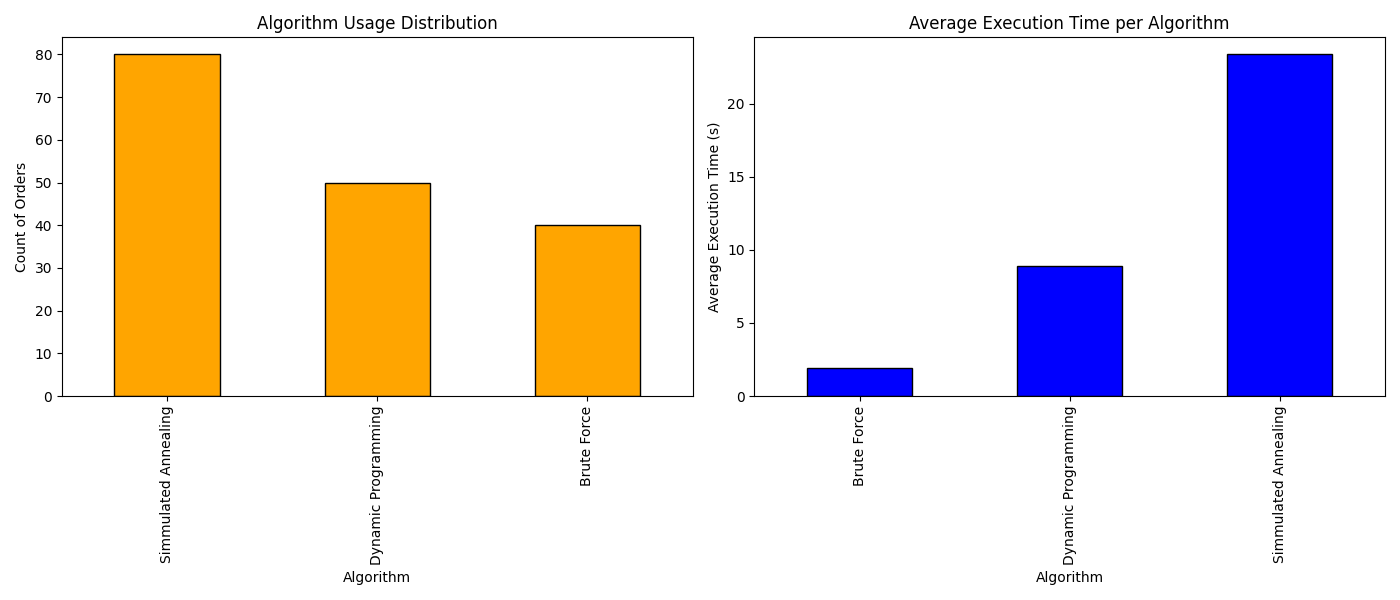 Algorithm Usage Distribution
80
70
60
50
40
30
20
10
0
Count of Orders
Simmulated Annealing
Dynamic Programming
Brute Force
Algorithm
Average Execution Time per Algorithm
20
15
10
5
0
Average Execution Time (s)
Brute Force
Dynamic Programming
Simmulated Annealing
Algorithm